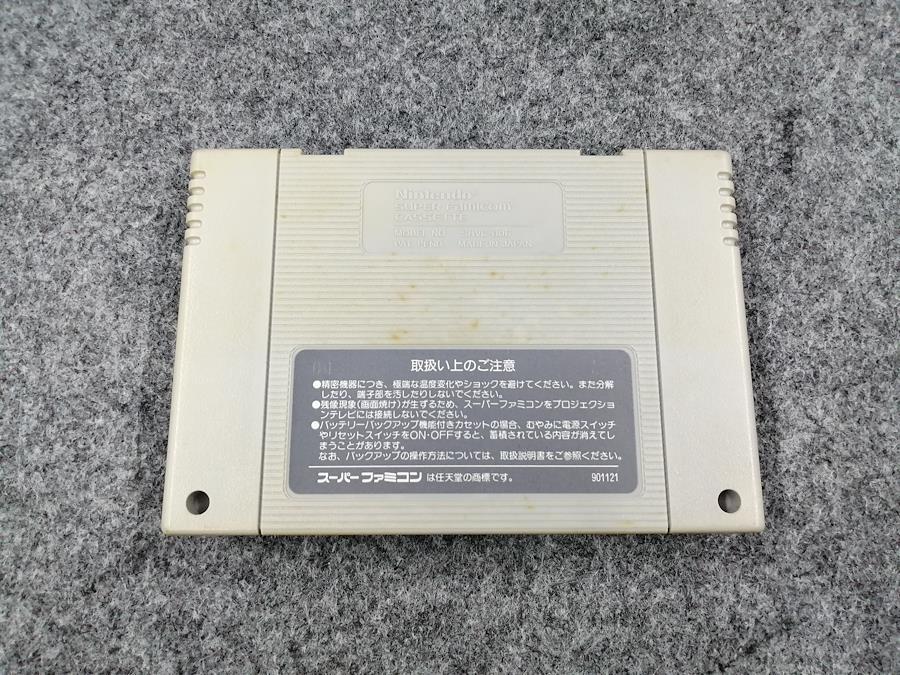 Nintendo®
SUPER Famicom
CASSETTE
MODEL NO. SHVC-006
PAT. PEND. MADE IN JAPAN
取扱い上のご注意
●精密機器につき、極端な温度変化やショックを避けてください。また分解
したり、端子部を汚したりしないでください。
●残像現象(画面焼け)が生ずるため、スーパーファミコンをプロジェクショ
ンテレビには接続しないでください。
●バッテリーバックアップ機能付きカセットの場合、むやみに電源スイッチ
やリセットスイッチをON・OFFすると、蓄積されている内容が消えてし
まうことがあります。
なお、バックアップの操作方法については、取扱説明書をご参照ください。
スーパーファミコン は任天堂の商標です。 901121